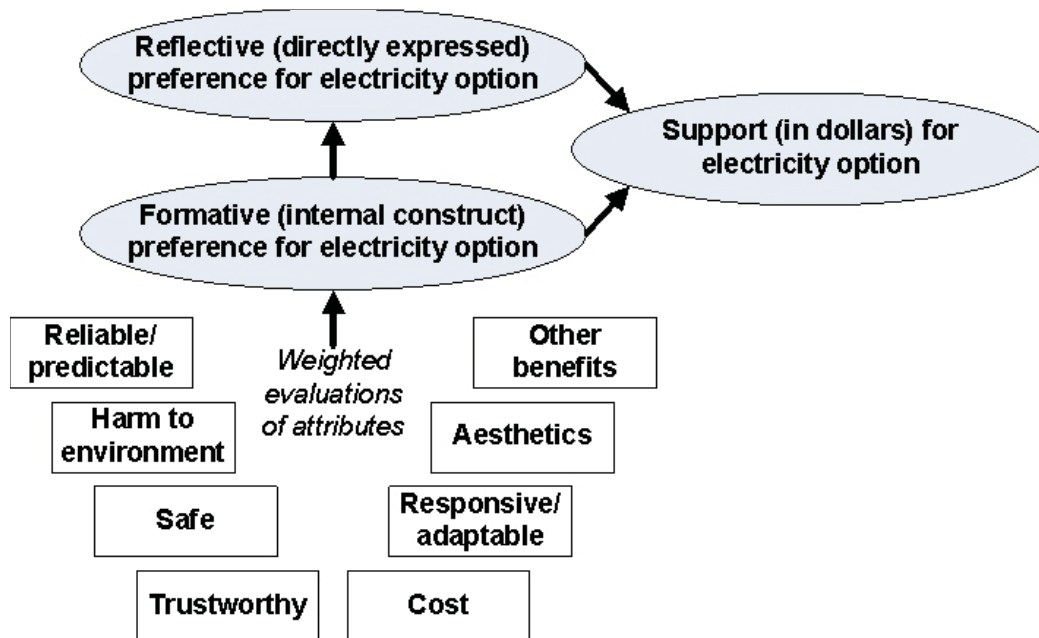 Reflective (directly expressed)
preference for electricity option
Support (in dollars) for
electricity option
Formative (internal construct)
preference for electricity option
Weighted
evaluations
of attributes
Reliable/
predictable
Harm to
environment
Safe
Trustworthy
Other
benefits
Aesthetics
Responsive/
adaptable
Cost